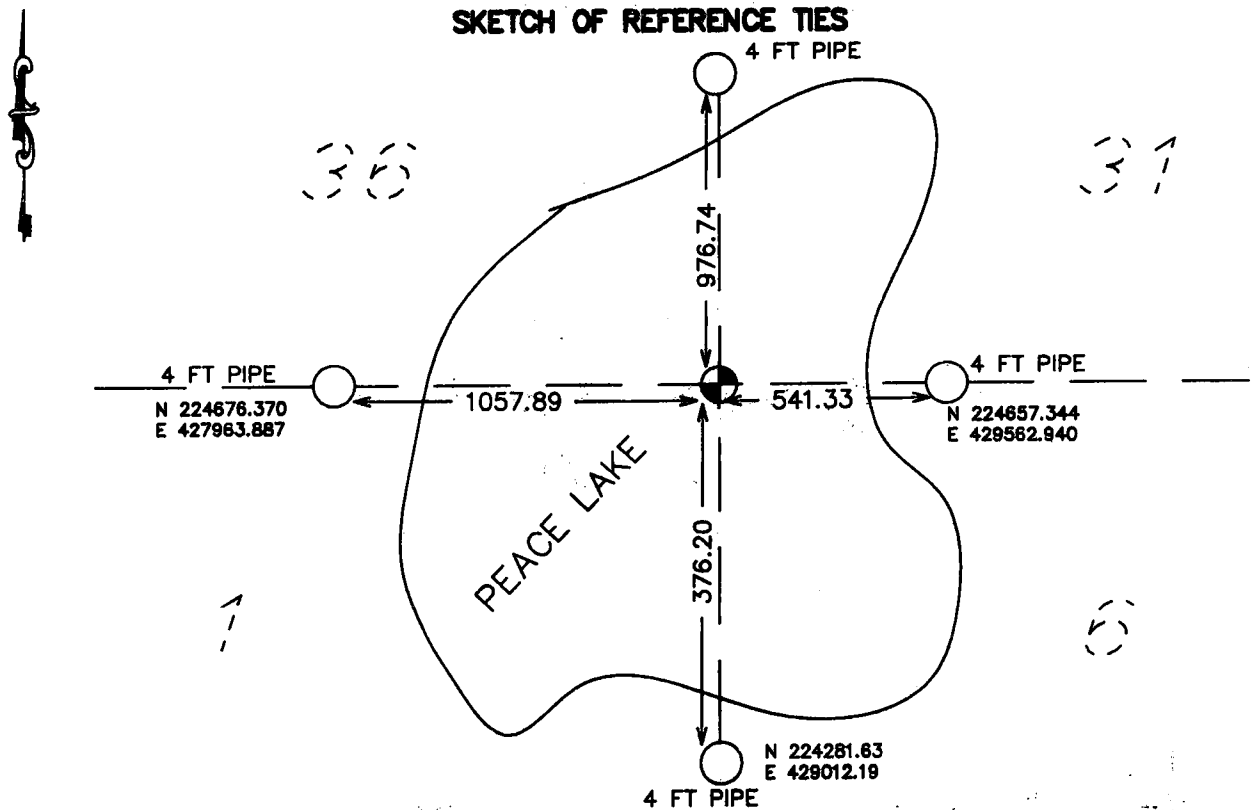 SKETCH OF REFERENCE TIES
4 FT PIPE
36
31
976.74
4 FT PIPE
N 224676.370
E 427963.887
1057.89
541.33
4 FT PIPE
N 224657.344
E 429562.940
PEACE LAKE
376.20
1
6
N 224281.63
E 429012.19
4 FT PIPE